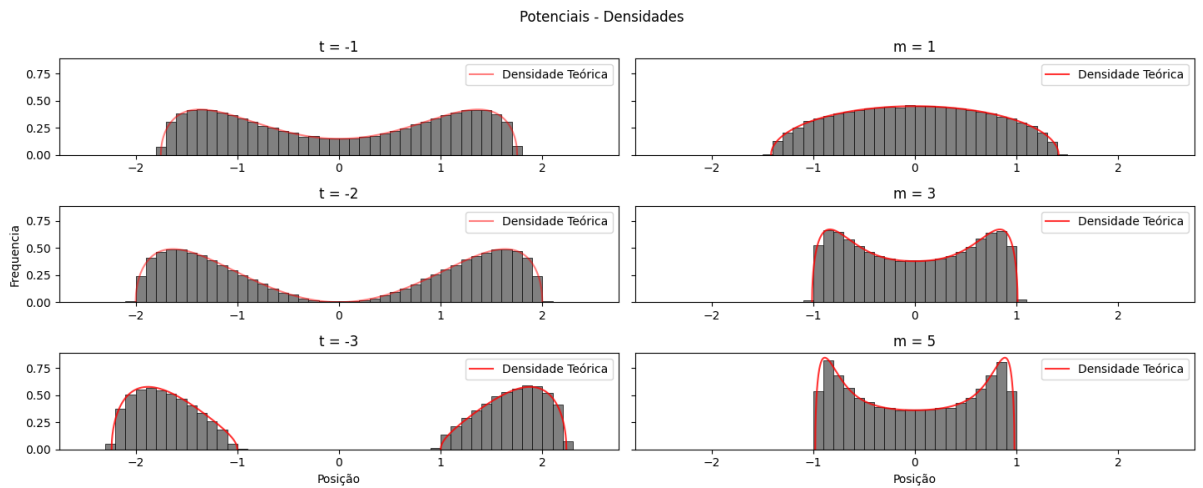 Potenciais - Densidades
t = -1
Densidade Teórica
0.75
0.50
0.25
0.00
−2 −1 0 1 2
m = 1
Densidade Teórica
−2 −1 0 1 2
t = -2
Densidade Teórica
Frequencia
0.75
0.50
0.25
0.00
−2 −1 0 1 2
m = 3
Densidade Teórica
−2 −1 0 1 2
t = -3
Densidade Teórica
0.75
0.50
0.25
0.00
−2 −1 0 1 2
Posição
m = 5
Densidade Teórica
−2 −1 0 1 2
Posição